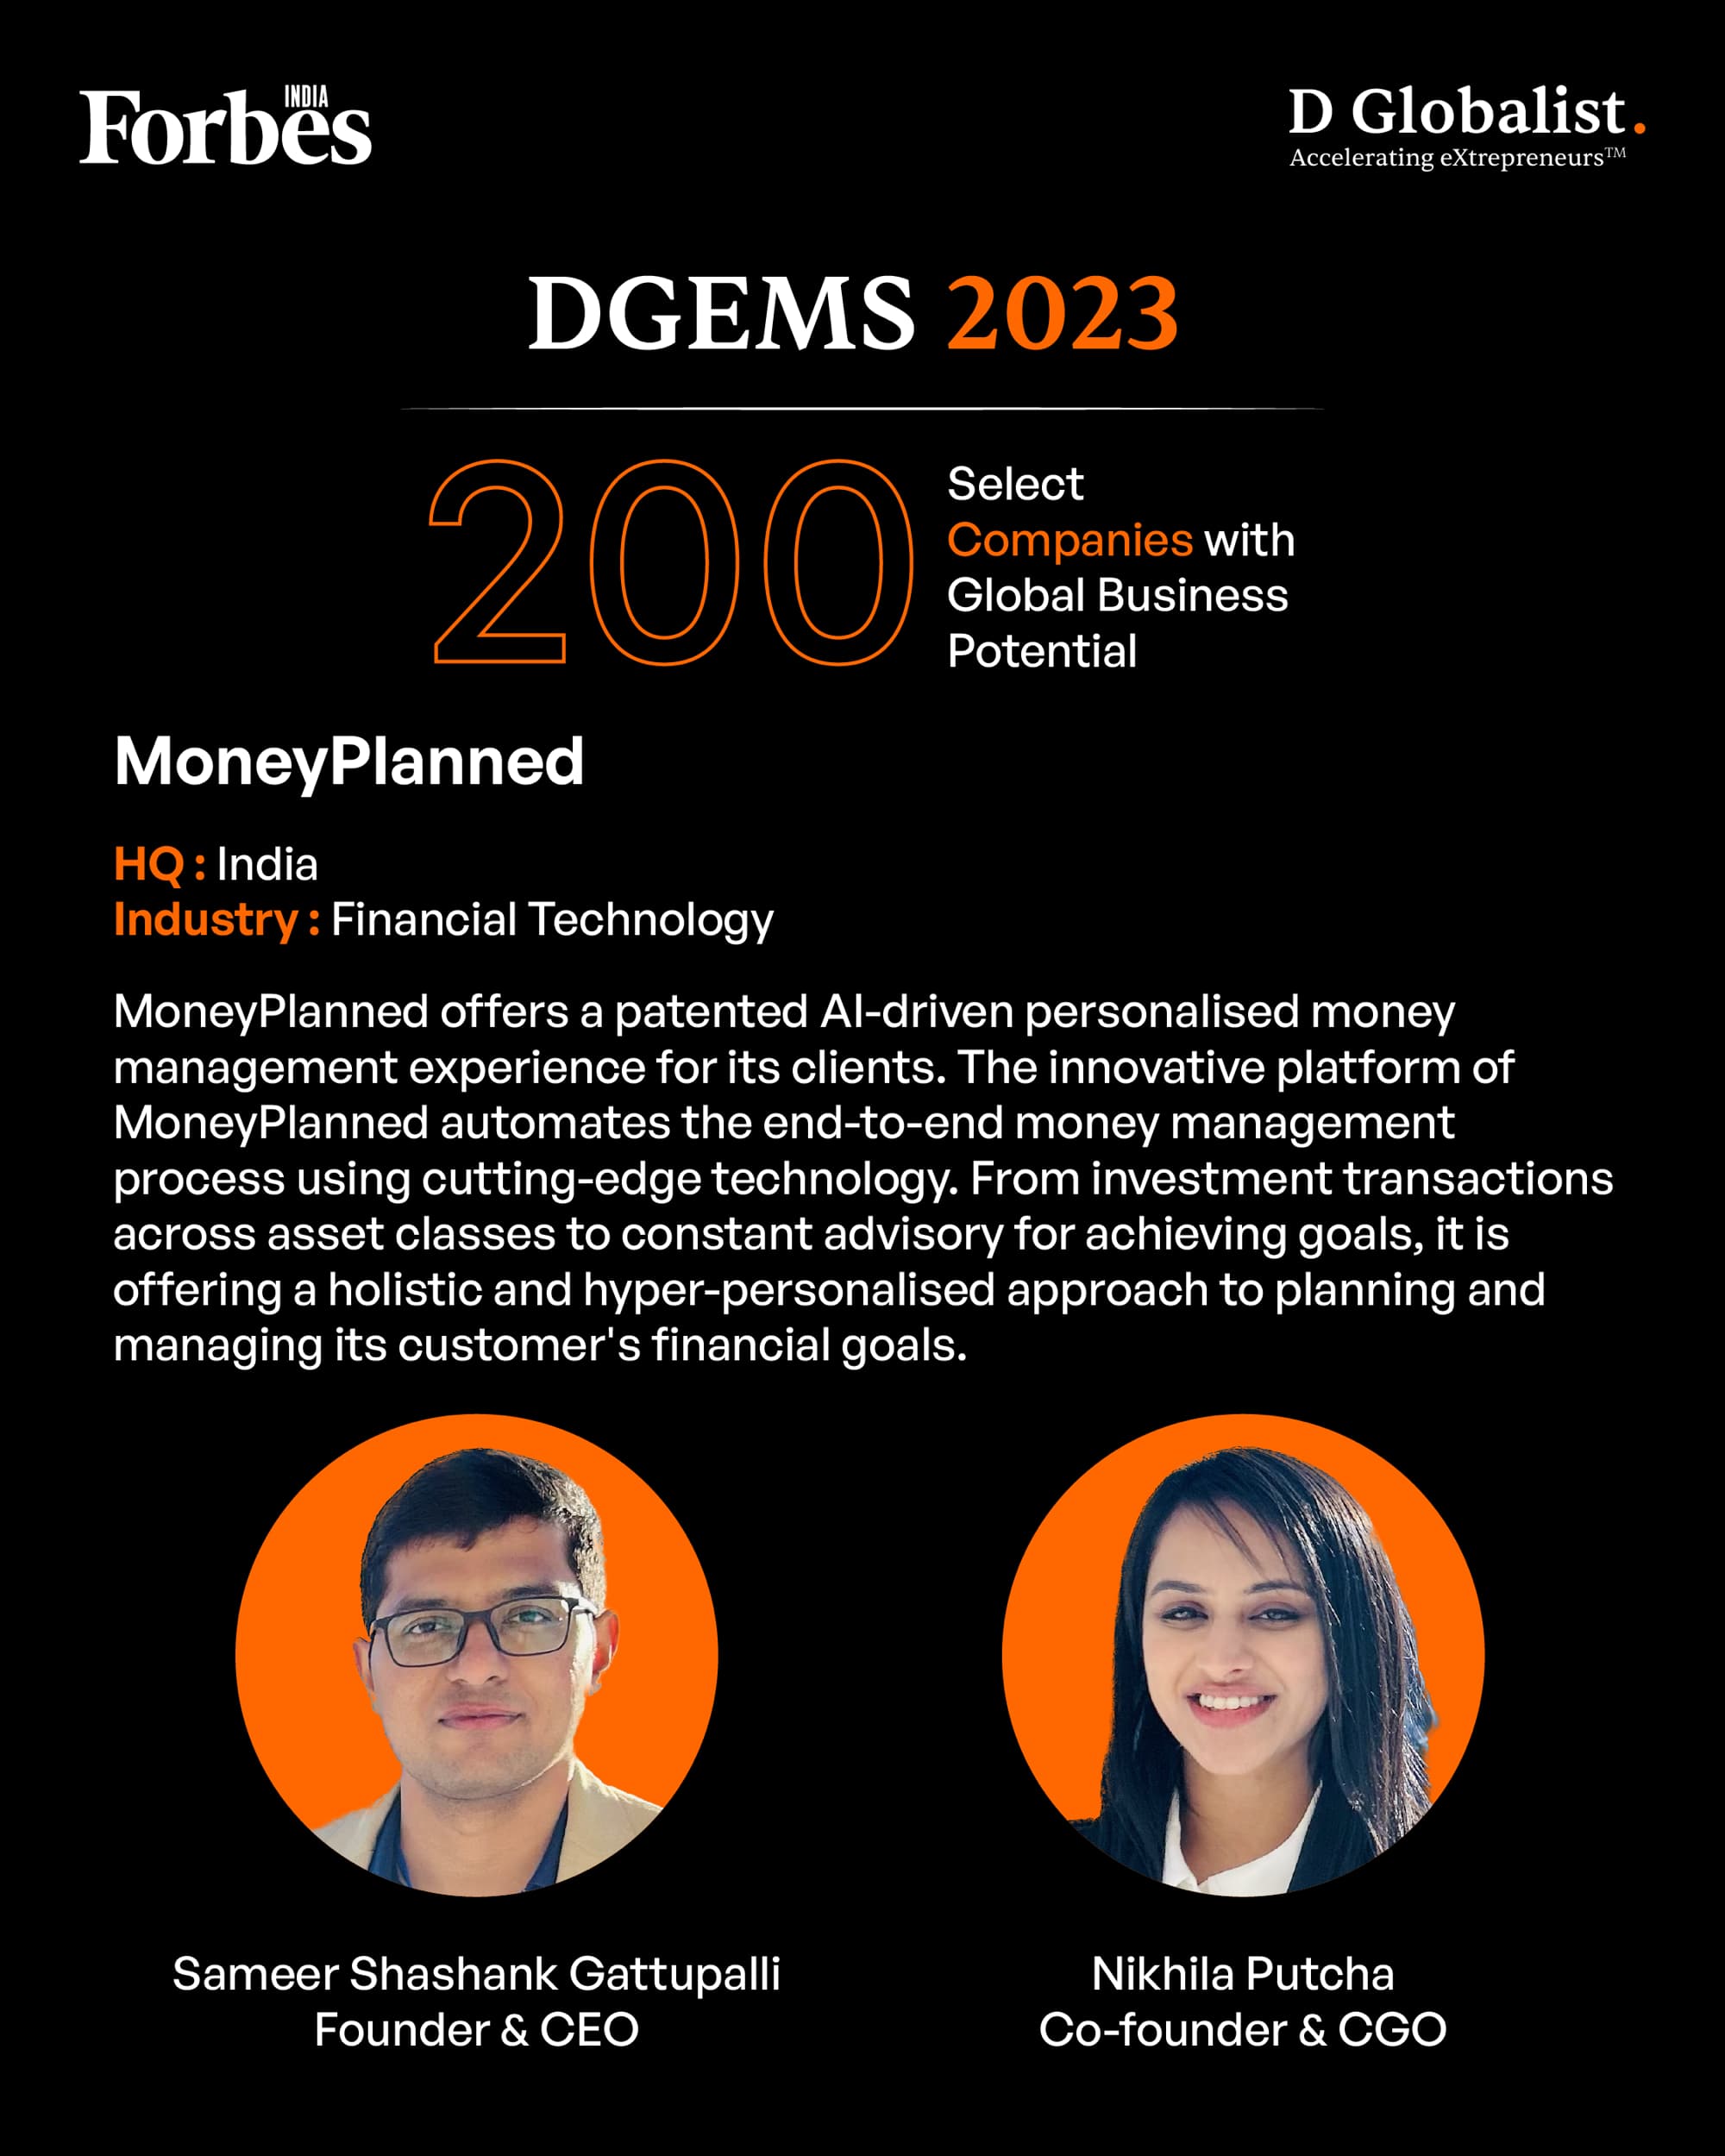 Forbes INDIA
D Globalist.
Accelerating eXtrepreneurs™
DGEMS 2023
200
Select
Companies with
Global Business
Potential
MoneyPlanned
HQ : India
Industry : Financial Technology
MoneyPlanned offers a patented AI-driven personalised money
management experience for its clients. The innovative platform of
MoneyPlanned automates the end-to-end money management
process using cutting-edge technology. From investment transactions
across asset classes to constant advisory for achieving goals, it is
offering a holistic and hyper-personalised approach to planning and
managing its customer's financial goals.
Sameer Shashank Gattupalli
Founder & CEO
Nikhila Putcha
Co-founder & CGO